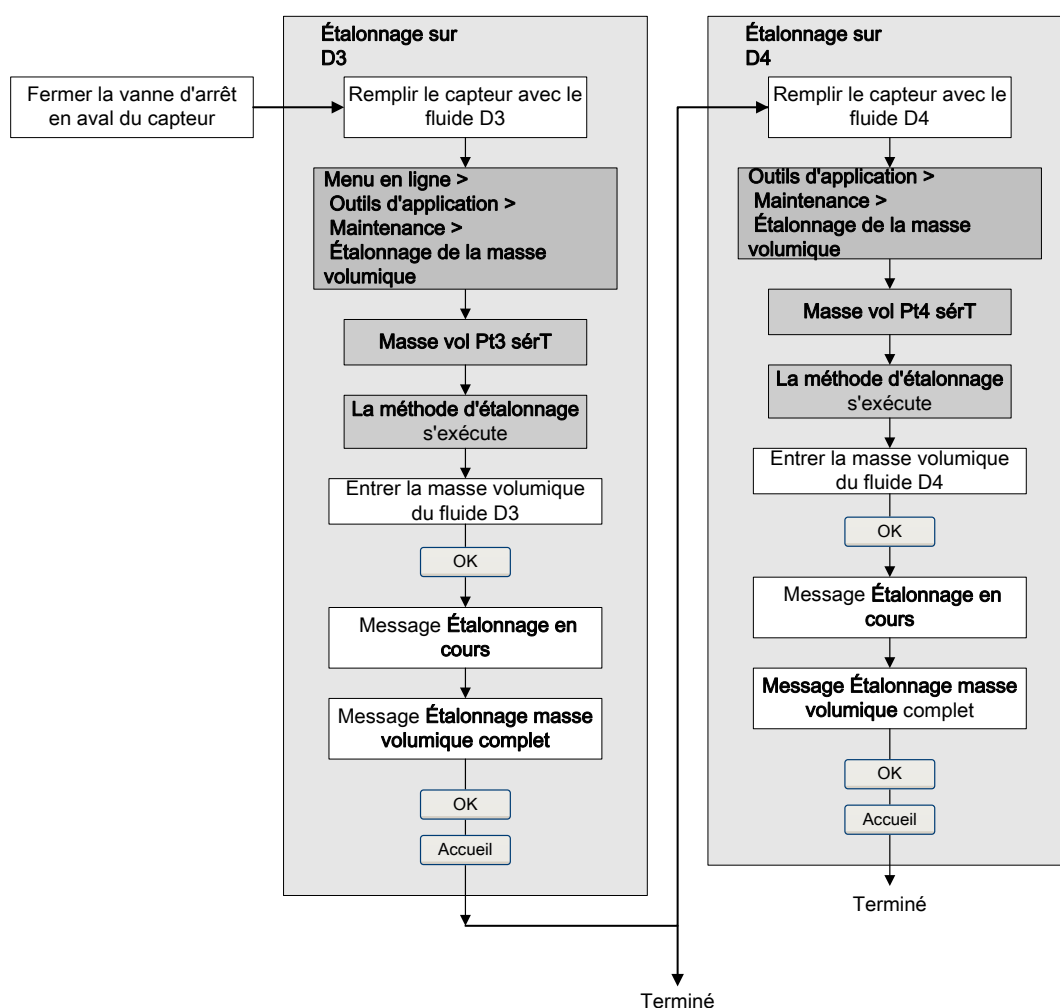 Fermer la vanne d'arrêt
en aval du capteur
Étalonnage sur
D3
Remplir le capteur avec le
fluide D3
Menu en ligne >
Outils d'application >
Maintenance >
Étalonnage de la masse
volumique
Masse vol Pt3 sérT
La méthode d'étalonnage
s'exécute
Entrer la masse volumique
du fluide D3
OK
Message Étalonnage en
cours
Message Étalonnage masse
volumique complet
OK
Accueil
Terminé
Étalonnage sur
D4
Remplir le capteur avec le
fluide D4
Outils d'application >
Maintenance >
Étalonnage de la masse
volumique
Masse vol Pt4 sérT
La méthode d'étalonnage
s'exécute
Entrer la masse volumique
du fluide D4
OK
Message Étalonnage en
cours
Message Étalonnage masse
volumique complet
OK
Accueil
Terminé